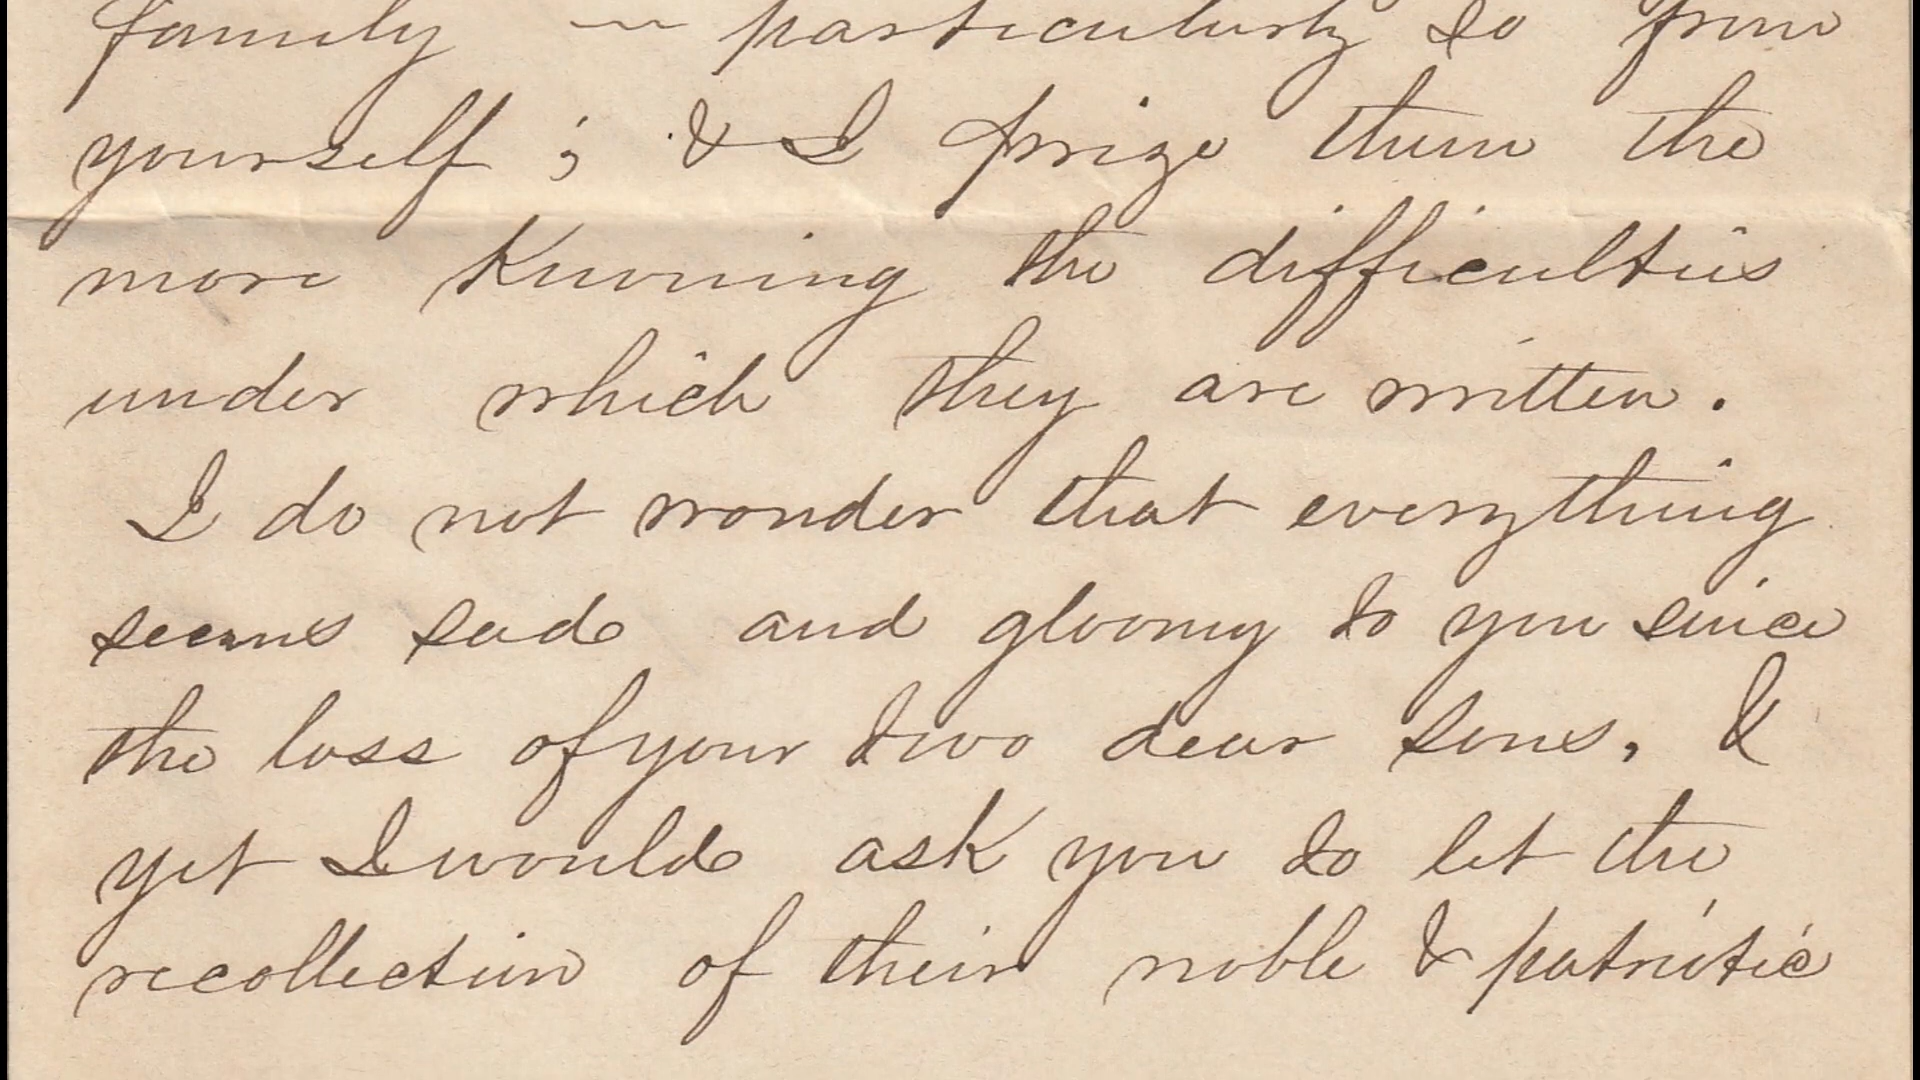 family — particularly so from
yourself ; & I prize them the
more knowing the difficulties
under which they are written.
I do not wonder that everything
seems sad and gloomy to you since
the loss of your two dear sons, &
yet I would ask you to let the
recollection of their noble & patriotic